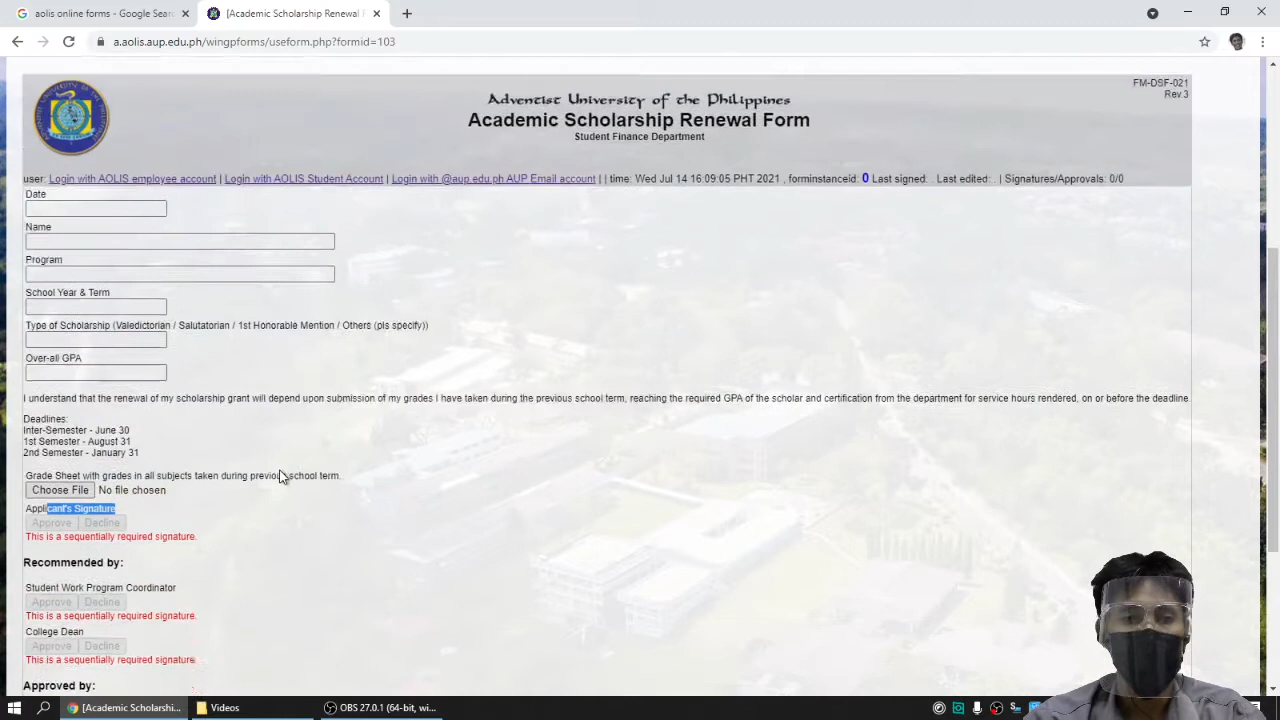 aolis online forms - Google Sear
[Academic Scholarship Renewal F
a.aolis.aup.edu.ph/wingpforms/useform.php?formid=103
FM-DSF-021
Rev 3
Adventist University of the Philippines
Academic Scholarship Renewal Form
Student Finance Department
user: Login with AOLIS employee account | Login with AOLIS Student Account | Login with @aup.edu.ph AUP Email account | | time: Wed Jul 14 16:09:05 PHT 2021 , forminstanceid: 0 Last signed: . Last edited: . | Signatures/Approvals: 0/0
Date
Name
Program
School Year & Term
Type of Scholarship (Valedictorian / Salutatorian / 1st Honorable Mention / Others (pls specify))
Over-all GPA
I understand that the renewal of my scholarship grant will depend upon submission of my grades I have taken during the previous school term, reaching the required GPA of the scholar and certification from the department for service hours rendered, on or before the deadline.
Deadlines:
Inter-Semester - June 30
1st Semester - August 31
2nd Semester - January 31
Grade Sheet with grades in all subjects taken during previous school term.
Choose File No file chosen
Applicant's Signature
Approve Decline
This is a sequentially required signature.
Recommended by:
Student Work Program Coordinator
Approve Decline
This is a sequentially required signature.
College Dean
Approve Decline
This is a sequentially required signature.
Approved by:
[Academic Scholarshi...
Videos
OBS 27.0.1 (64-bit, wi...